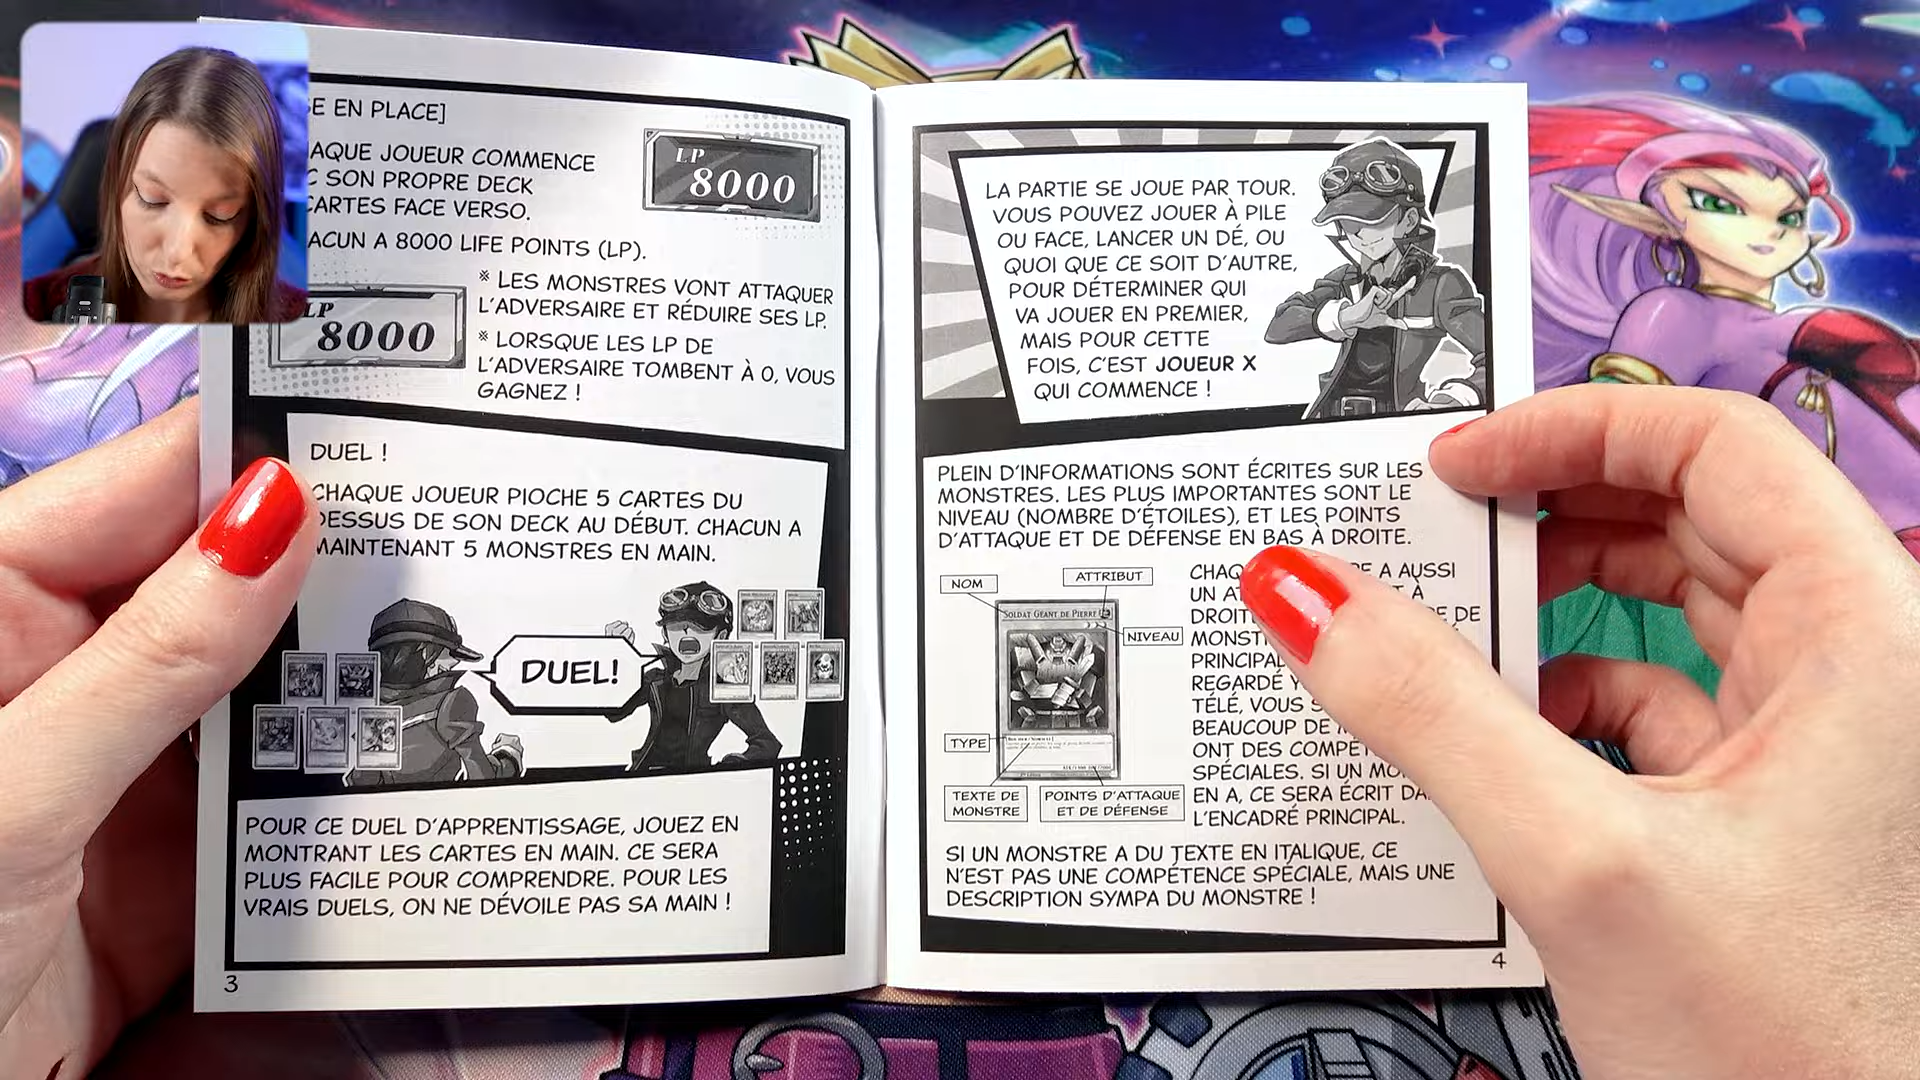 E EN PLACE]
AQUE JOUEUR COMMENCE
C SON PROPRE DECK
CARTES FACE VERSO.
ACUN A 8000 LIFE POINTS (LP).
LP
8000
LP
8000
※ LES MONSTRES VONT ATTAQUER
L'ADVERSAIRE ET RÉDUIRE SES LP.
※ LORSQUE LES LP DE
L'ADVERSAIRE TOMBENT À 0, VOUS
GAGNEZ !
DUEL !
CHAQUE JOUEUR PIOCHE 5 CARTES DU
DESSUS DE SON DECK AU DÉBUT. CHACUN A
MAINTENANT 5 MONSTRES EN MAIN.
DUEL!
POUR CE DUEL D'APPRENTISSAGE, JOUEZ EN
MONTRANT LES CARTES EN MAIN. CE SERA
PLUS FACILE POUR COMPRENDRE. POUR LES
VRAIS DUELS, ON NE DÉVOILE PAS SA MAIN !
3
LA PARTIE SE JOUE PAR TOUR.
VOUS POUVEZ JOUER À PILE
OU FACE, LANCER UN DÉ, OU
QUOI QUE CE SOIT D'AUTRE,
POUR DÉTERMINER QUI
VA JOUER EN PREMIER,
MAIS POUR CETTE
FOIS, C'EST JOUEUR X
QUI COMMENCE !
PLEIN D'INFORMATIONS SONT ÉCRITES SUR LES
MONSTRES. LES PLUS IMPORTANTES SONT LE
NIVEAU (NOMBRE D'ÉTOILES), ET LES POINTS
D'ATTAQUE ET DE DÉFENSE EN BAS À DROITE.
NOM
ATTRIBUT
SOLDAT GÉANT DE PIERRE
NIVEAU
TYPE
TEXTE DE
MONSTRE
POINTS D'ATTAQUE
ET DE DÉFENSE
CHAQ RE A AUSSI
UN AT À
DROIT E DE
MONST
PRINCIPAL
REGARDÉ Y
TÉLÉ, VOUS S
BEAUCOUP DE
ONT DES COMPÉT
SPÉCIALES. SI UN MO
EN A, CE SERA ÉCRIT DA
L'ENCADRÉ PRINCIPAL.
SI UN MONSTRE A DU TEXTE EN ITALIQUE, CE
N'EST PAS UNE COMPÉTENCE SPÉCIALE, MAIS UNE
DESCRIPTION SYMPA DU MONSTRE !
4